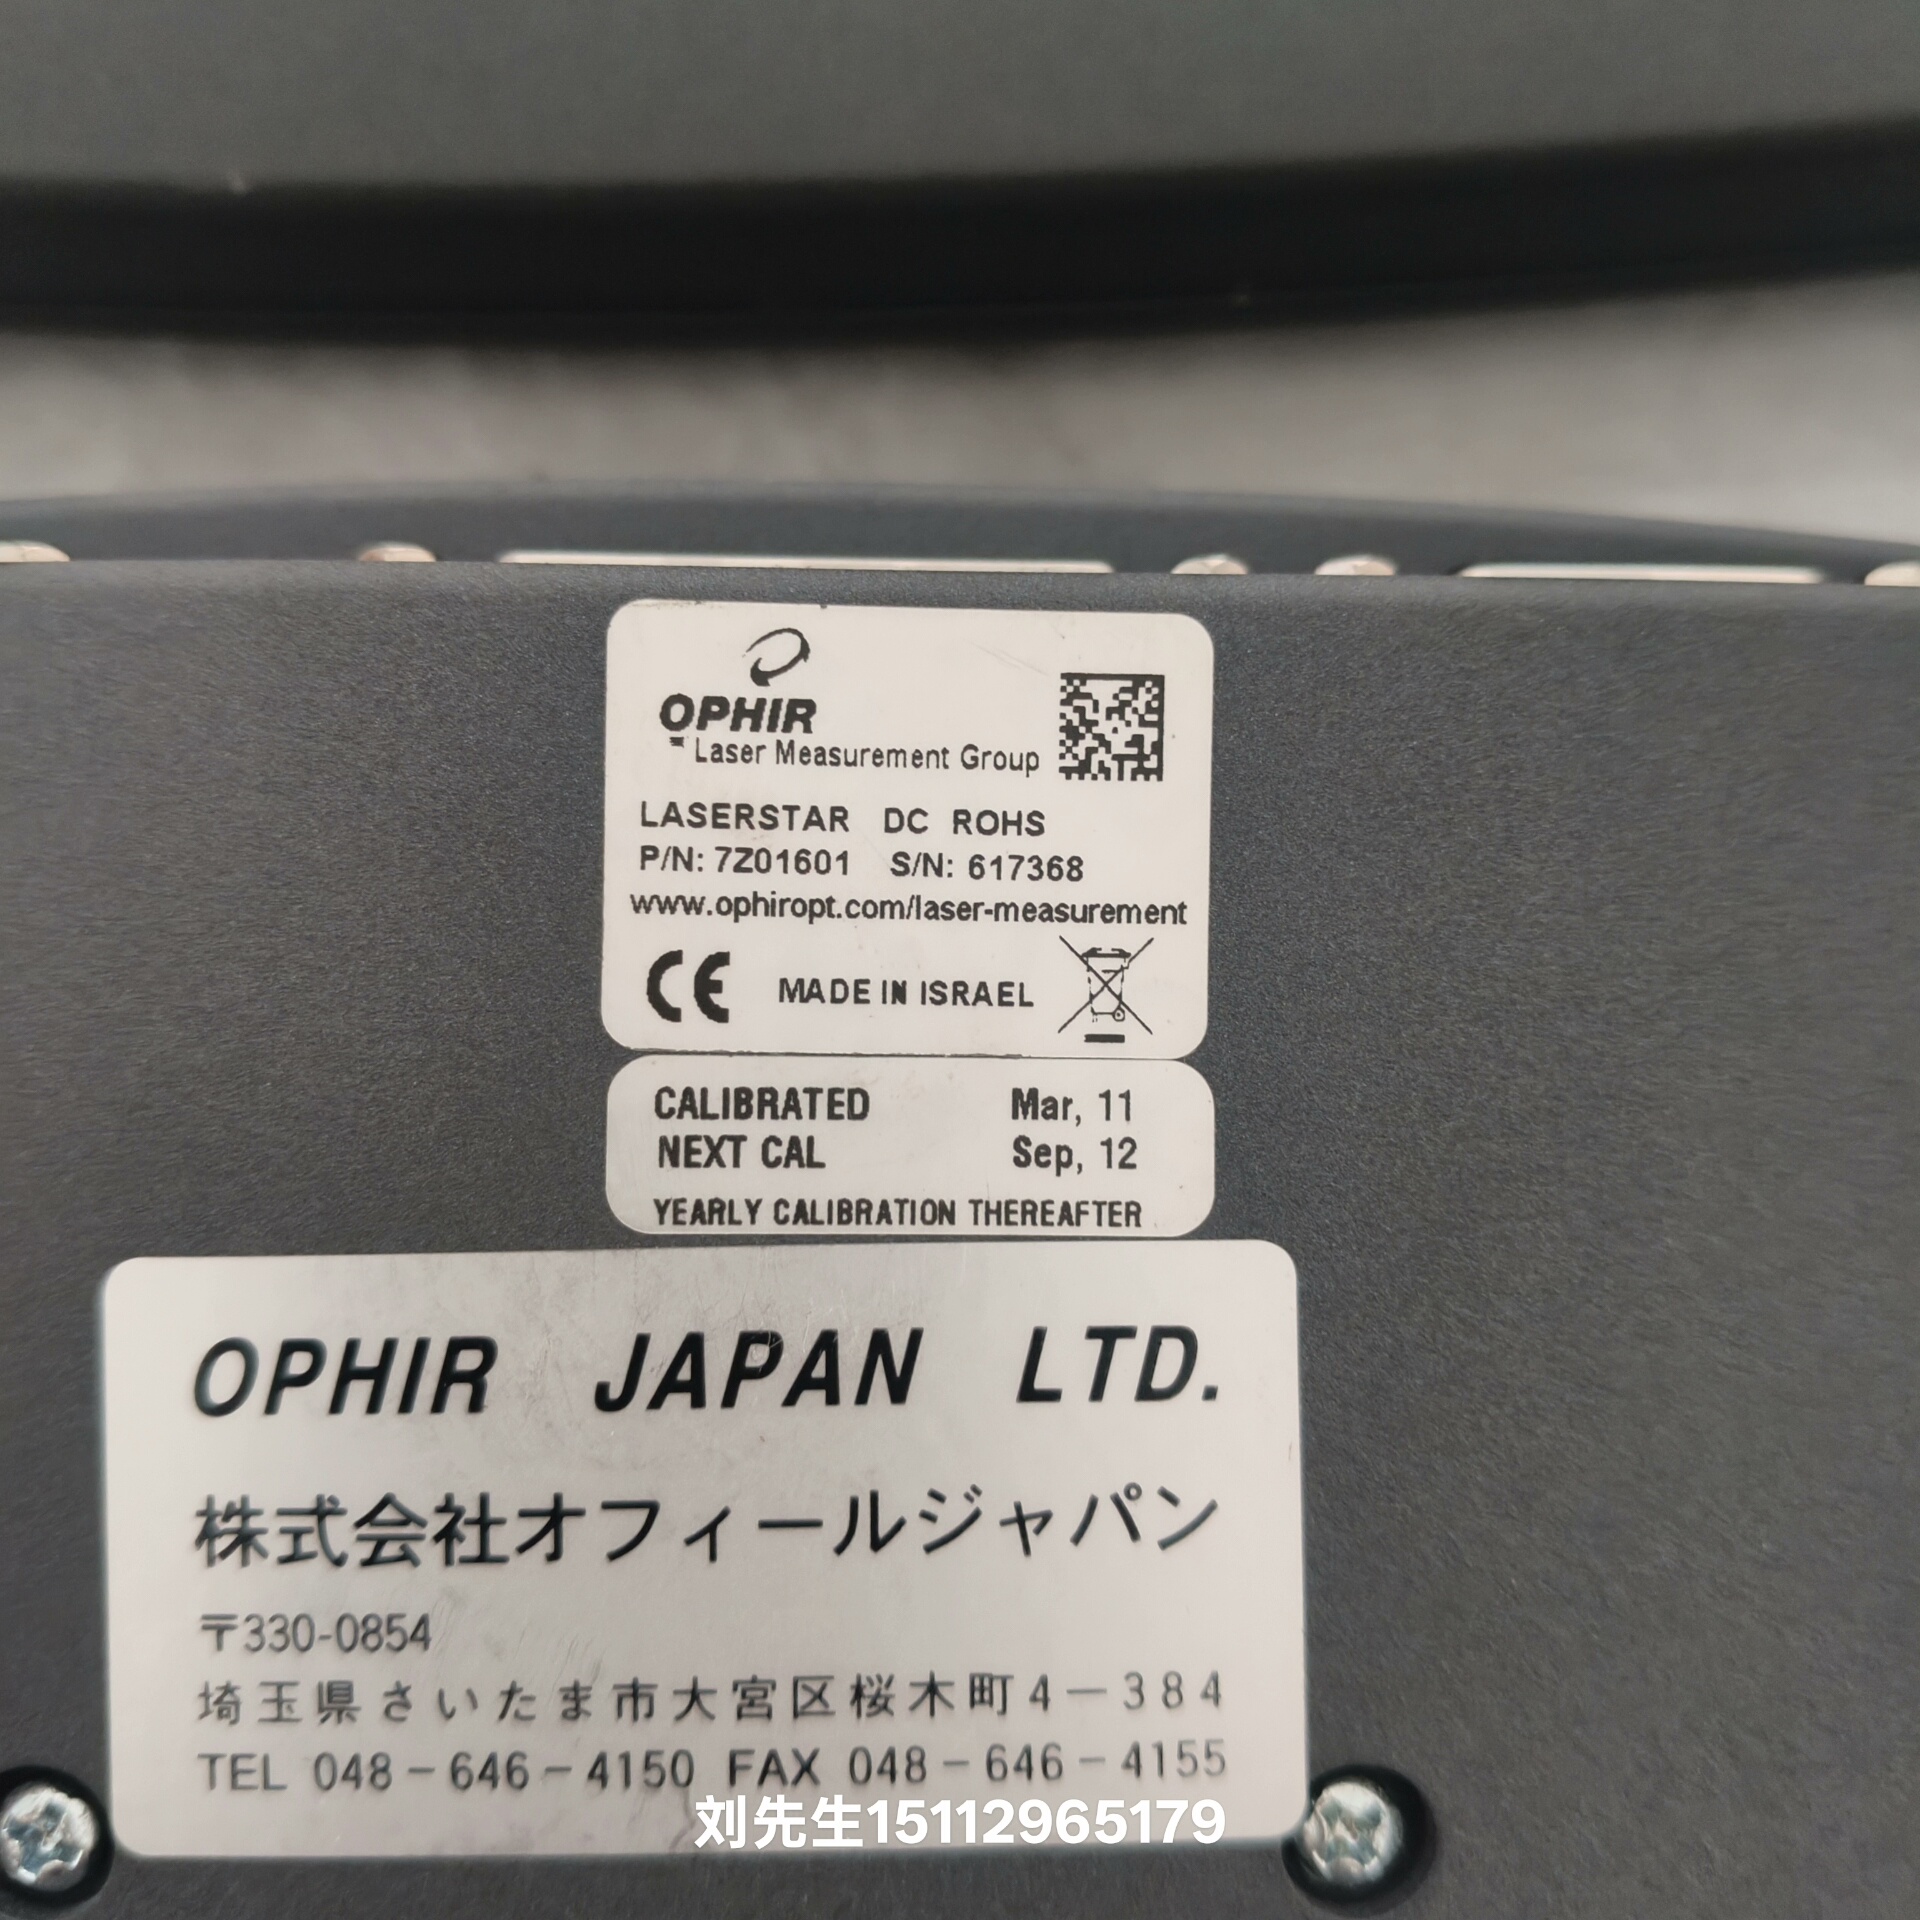 OPHIR
Laser Measurement Group
LASERSTAR DC ROHS
P/N: 7Z01601 S/N: 617368
www.ophiropt.com/laser-measurement
CE MADE IN ISRAEL
CALIBRATED Mar, 11
NEXT CAL Sep, 12
YEARLY CALIBRATION THEREAFTER
OPHIR JAPAN LTD.
株式会社オフィールジャパン
〒330-0854
埼玉県さいたま市大宮区桜木町4-384
TEL 048-646-4150 FAX 048-646-4155
刘先生15112965179